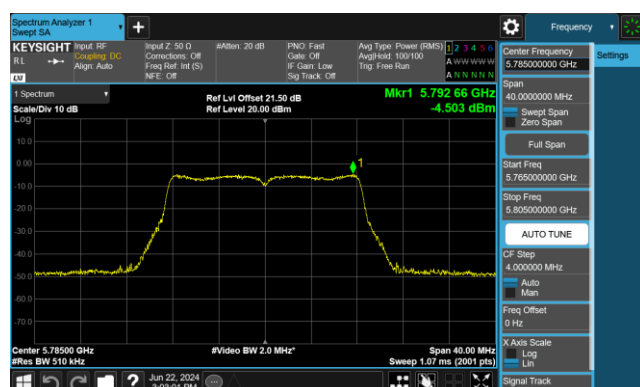 Spectrum Analyzer 1
Swept SA
+
Frequency
KEYSIGHT
Input: RF
Coupling: DC
Align: Auto
Input Z: 50 Ω
Corrections: Off
Freq Ref: Int (S)
NFE: Off
#Atten: 20 dB
PNO: Fast
Gate: Off
IF Gain: Low
Sig Track: Off
Avg Type: Power (RMS)
Avg|Hold: 100/100
Trig: Free Run
1 2 3 4 5 6
A W W W W W
A N N N N N
R L
LXI
1 Spectrum
Scale/Div 10 dB
Log
Ref Lvl Offset 21.50 dB
Ref Level 20.00 dBm
Mkr1 5.792 66 GHz
-4.503 dBm
10.0
0.00
-10.0
-20.0
-30.0
-40.0
-50.0
-60.0
-70.0
1
Center 5.78500 GHz
#Res BW 510 kHz
#Video BW 2.0 MHz*
Span 40.00 MHz
Sweep 1.07 ms (2001 pts)
Center Frequency
5.785000000 GHz
Span
40.0000000 MHz
Swept Span
Zero Span
Full Span
Start Freq
5.765000000 GHz
Stop Freq
5.805000000 GHz
AUTO TUNE
CF Step
4.000000 MHz
Auto
Man
Freq Offset
0 Hz
X Axis Scale
Log
Lin
Signal Track
Settings
?
Jun 22, 2024